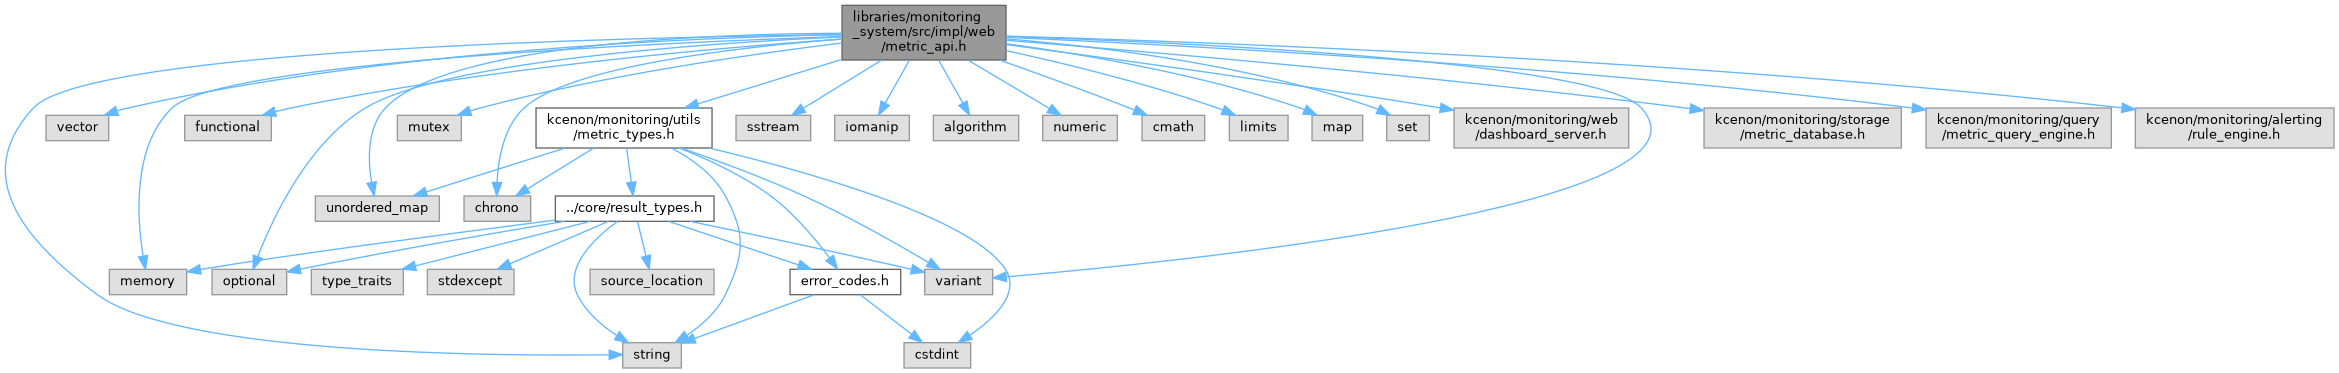 libraries/monitoring
_system/src/impl/web
/metric_api.h
vector
functional
mutex
kcenon/monitoring/utils
/metric_types.h
sstream
iomanip
algorithm
numeric
cmath
limits
map
set
kcenon/monitoring/web
/dashboard_server.h
kcenon/monitoring/storage
/metric_database.h
kcenon/monitoring/query
/metric_query_engine.h
kcenon/monitoring/alerting
/rule_engine.h
unordered_map
chrono
../core/result_types.h
memory
optional
type_traits
stdexcept
source_location
error_codes.h
variant
string
cstdint